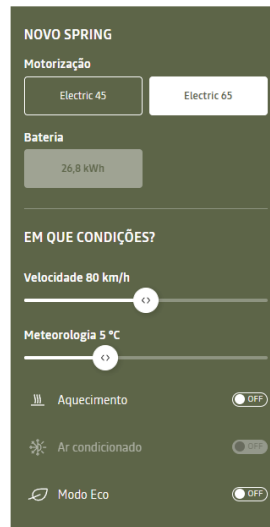 NOVO SPRING
Motorização
Electric 45 Electric 65
Bateria
26,8 kWh
EM QUE CONDIÇÕES?
Velocidade 80 km/h
Meteorologia 5 °C
Aquecimento OFF
Ar condicionado OFF
Modo Eco OFF